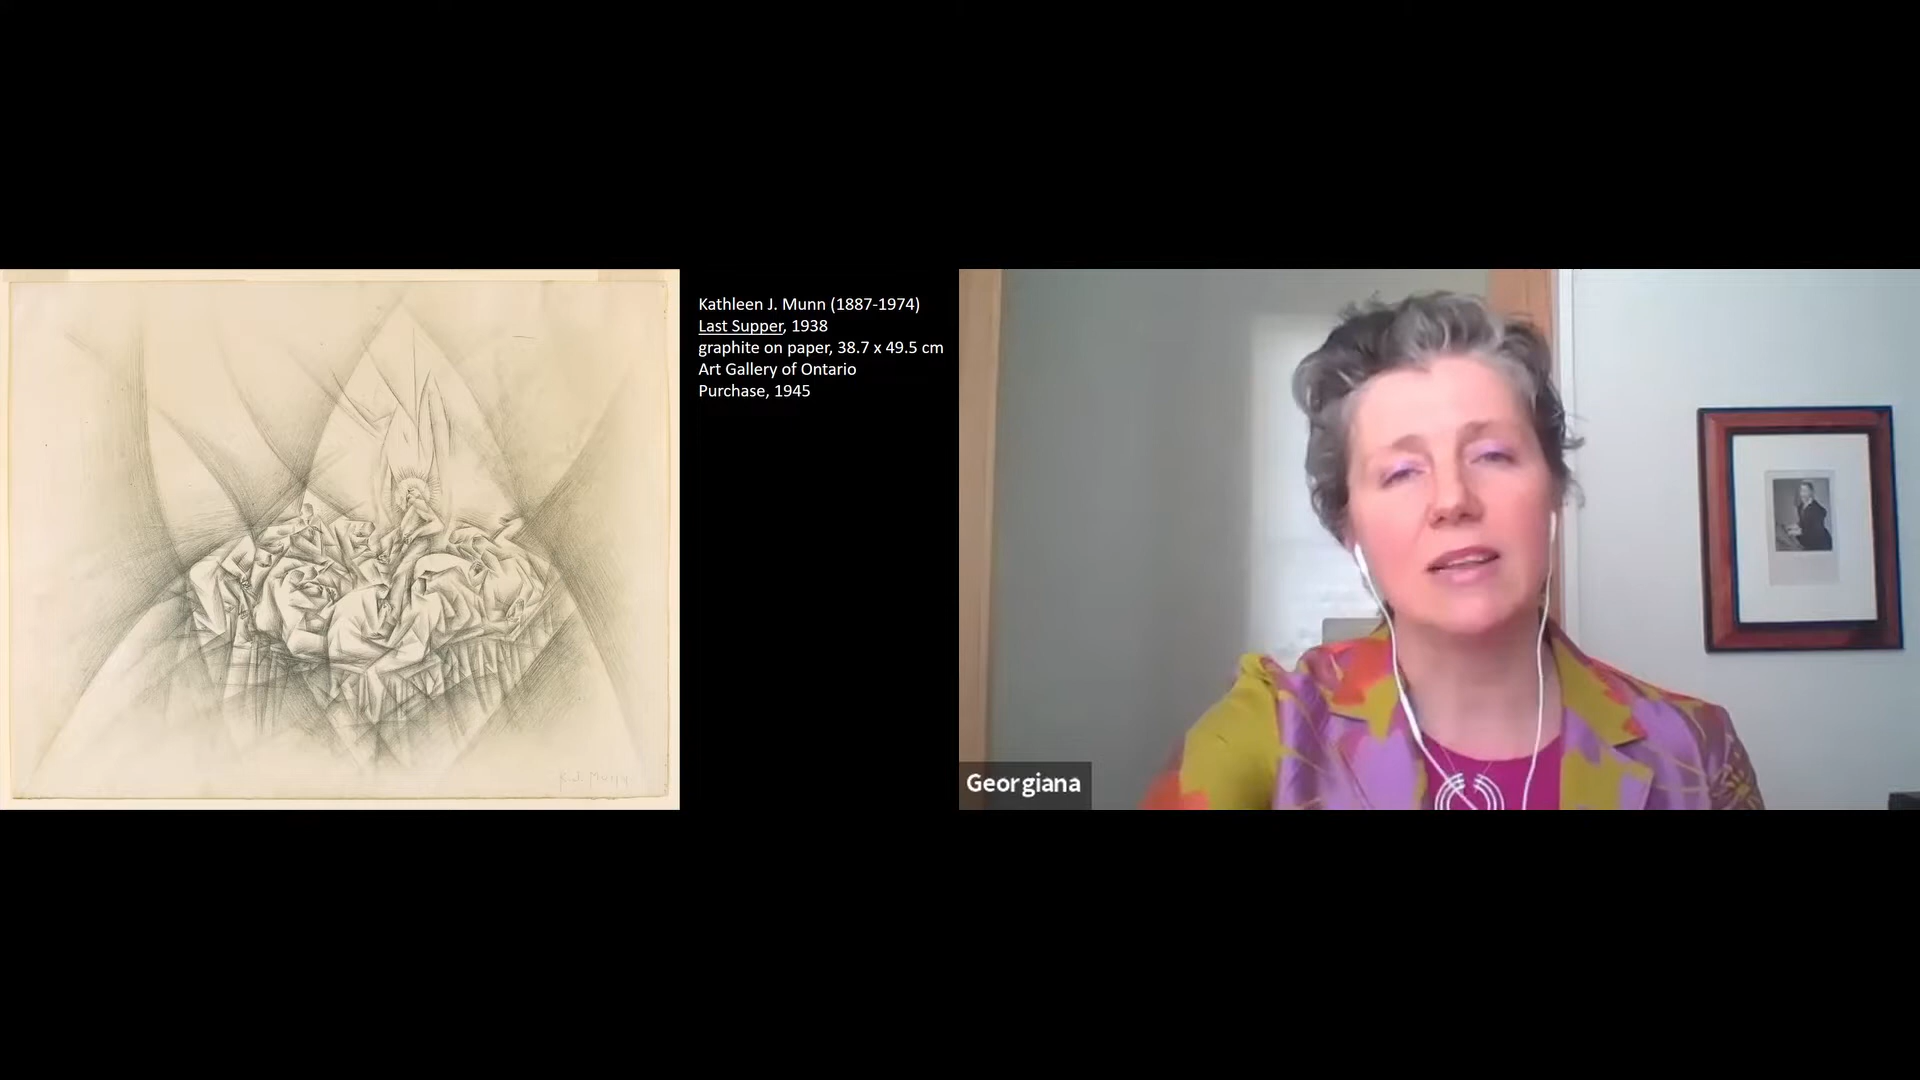 Kathleen J. Munn (1887-1974)
Last Supper, 1938
graphite on paper, 38.7 x 49.5 cm
Art Gallery of Ontario
Purchase, 1945
Georgiana